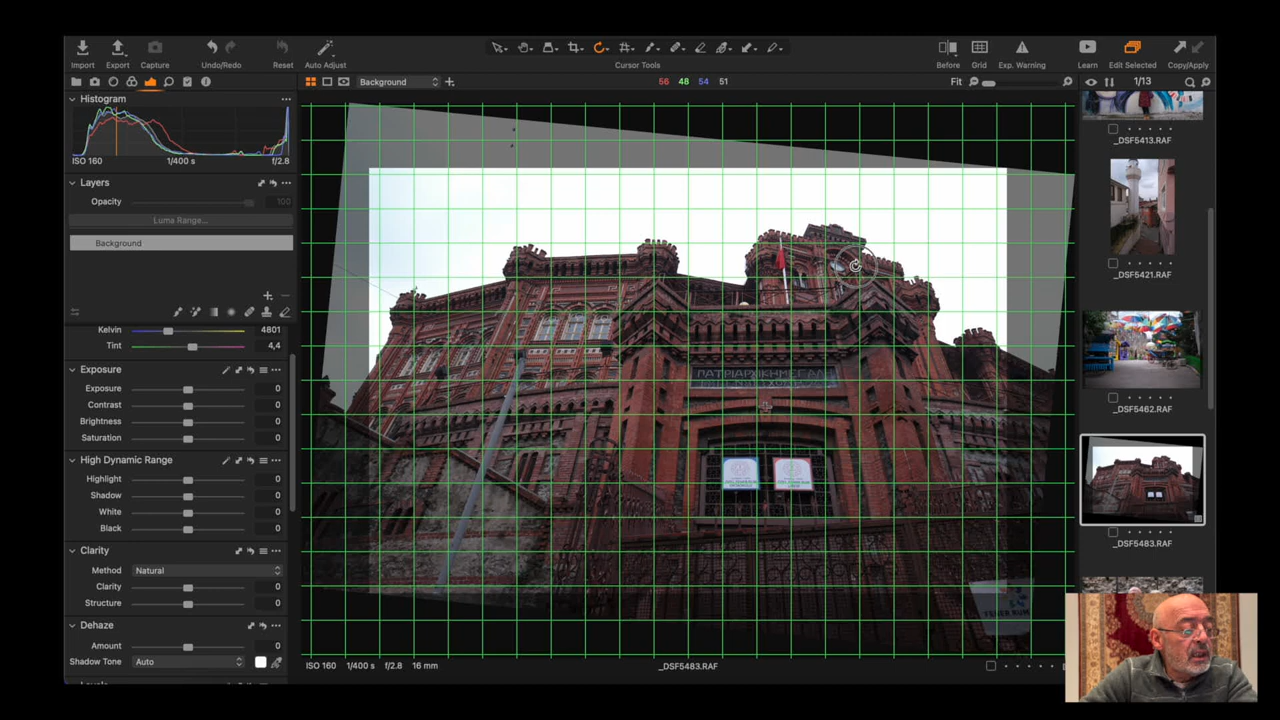 Import
Export
Capture
Undo/Redo
Reset
Auto Adjust
Cursor Tools
Before
Grid
Exp. Warning
Learn
Edit Selected
Copy/Apply
Background
56 48 54 51
Fit
1/13
Histogram
ISO 160
1/400 s
f/2.8
Layers
Opacity
100
Luma Range...
Background
Kelvin
4801
Tint
4,4
Exposure
Exposure
0
Contrast
0
Brightness
0
Saturation
0
High Dynamic Range
Highlight
0
Shadow
0
White
0
Black
0
Clarity
Method
Natural
Clarity
0
Structure
0
Dehaze
Amount
0
Shadow Tone
Auto
ΠΑΤΡΙΑΡΧΙΚΗ ΜΕΓΑΛΗ
ISO 160 1/400 s f/2.8 16 mm
_DSF5483.RAF
_DSF5413.RAF
_DSF5421.RAF
_DSF5462.RAF
_DSF5483.RAF